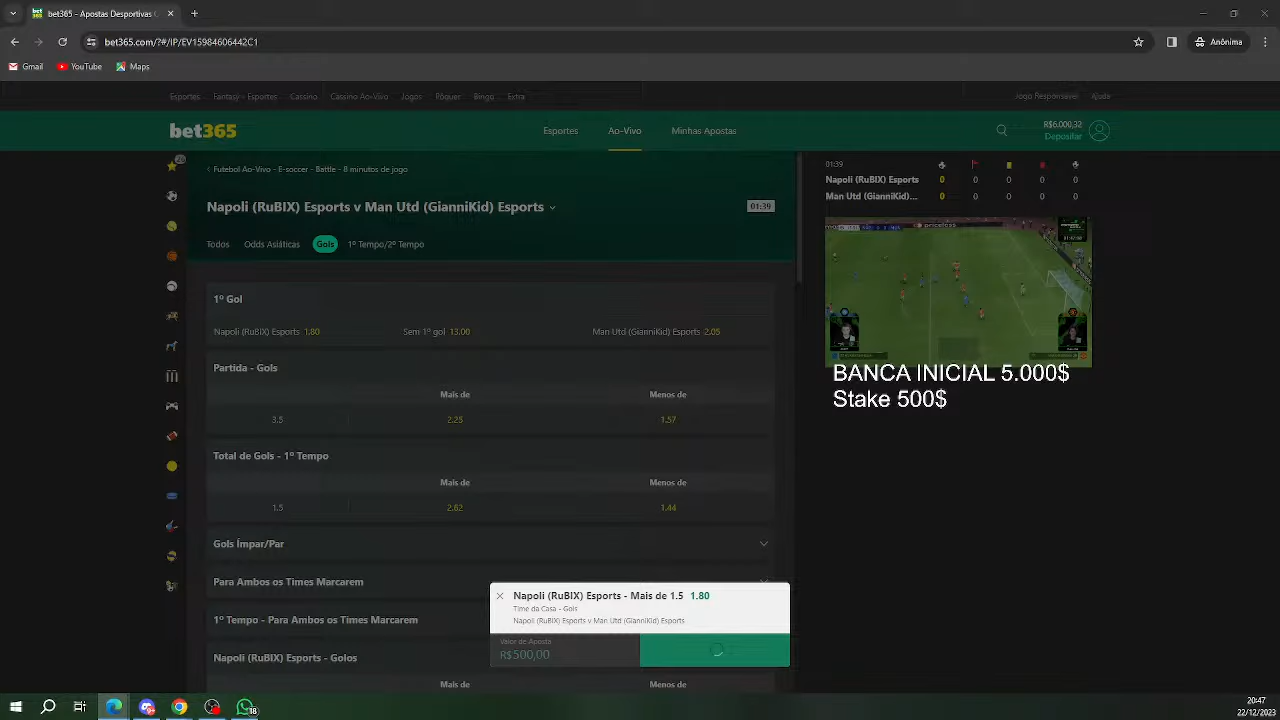 bet365 - Apostas Desportivas
bet365.com/?#/IP/EV15984606442C1
Anônima
Gmail
YouTube
Maps
Esportes
Fantasy - Esportes
Cassino
Cassino Ao-Vivo
Jogos
Pôquer
Bingo
Extra
Jogo Responsável
Ajuda
bet365
Esportes
Ao-Vivo
Minhas Apostas
R$6.000,32
Depositar
Futebol Ao-Vivo - E-soccer - Battle - 8 minutos de jogo
Napoli (RuBIX) Esports v Man Utd (GianniKid) Esports
01:39
Todos
Odds Asiáticas
Gols
1º Tempo/2º Tempo
1º Gol
Napoli (RuBIX) Esports 1.80
Sem 1º gol 13.00
Man Utd (GianniKid) Esports 2.05
Partida - Gols
Mais de Menos de
3.5 2.25 1.57
Total de Gols - 1º Tempo
Mais de Menos de
1.5 2.62 1.44
Gols Ímpar/Par
Para Ambos os Times Marcarem
1º Tempo - Para Ambos os Times Marcarem
Napoli (RuBIX) Esports - Golos
Mais de Menos de
Napoli (RuBIX) Esports - Mais de 1.5 1.80
Time da Casa - Gols
Napoli (RuBIX) Esports v Man Utd (GianniKid) Esports
Valor de Aposta
R$500,00
01:39
Napoli (RuBIX) Esports 0 0 0 0 0
Man Utd (GianniKid)... 0 0 0 0 0
priceless
BANCA INICIAL 5.000$
Stake 500$
18
20:47
22/12/2023